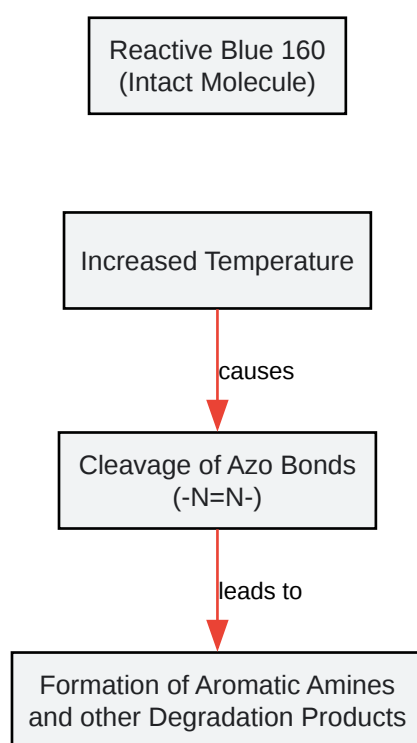 Reactive Blue 160
(Intact Molecule)
Increased Temperature
causes
Cleavage of Azo Bonds
(-N=N-)
leads to
Formation of Aromatic Amines
and other Degradation Products